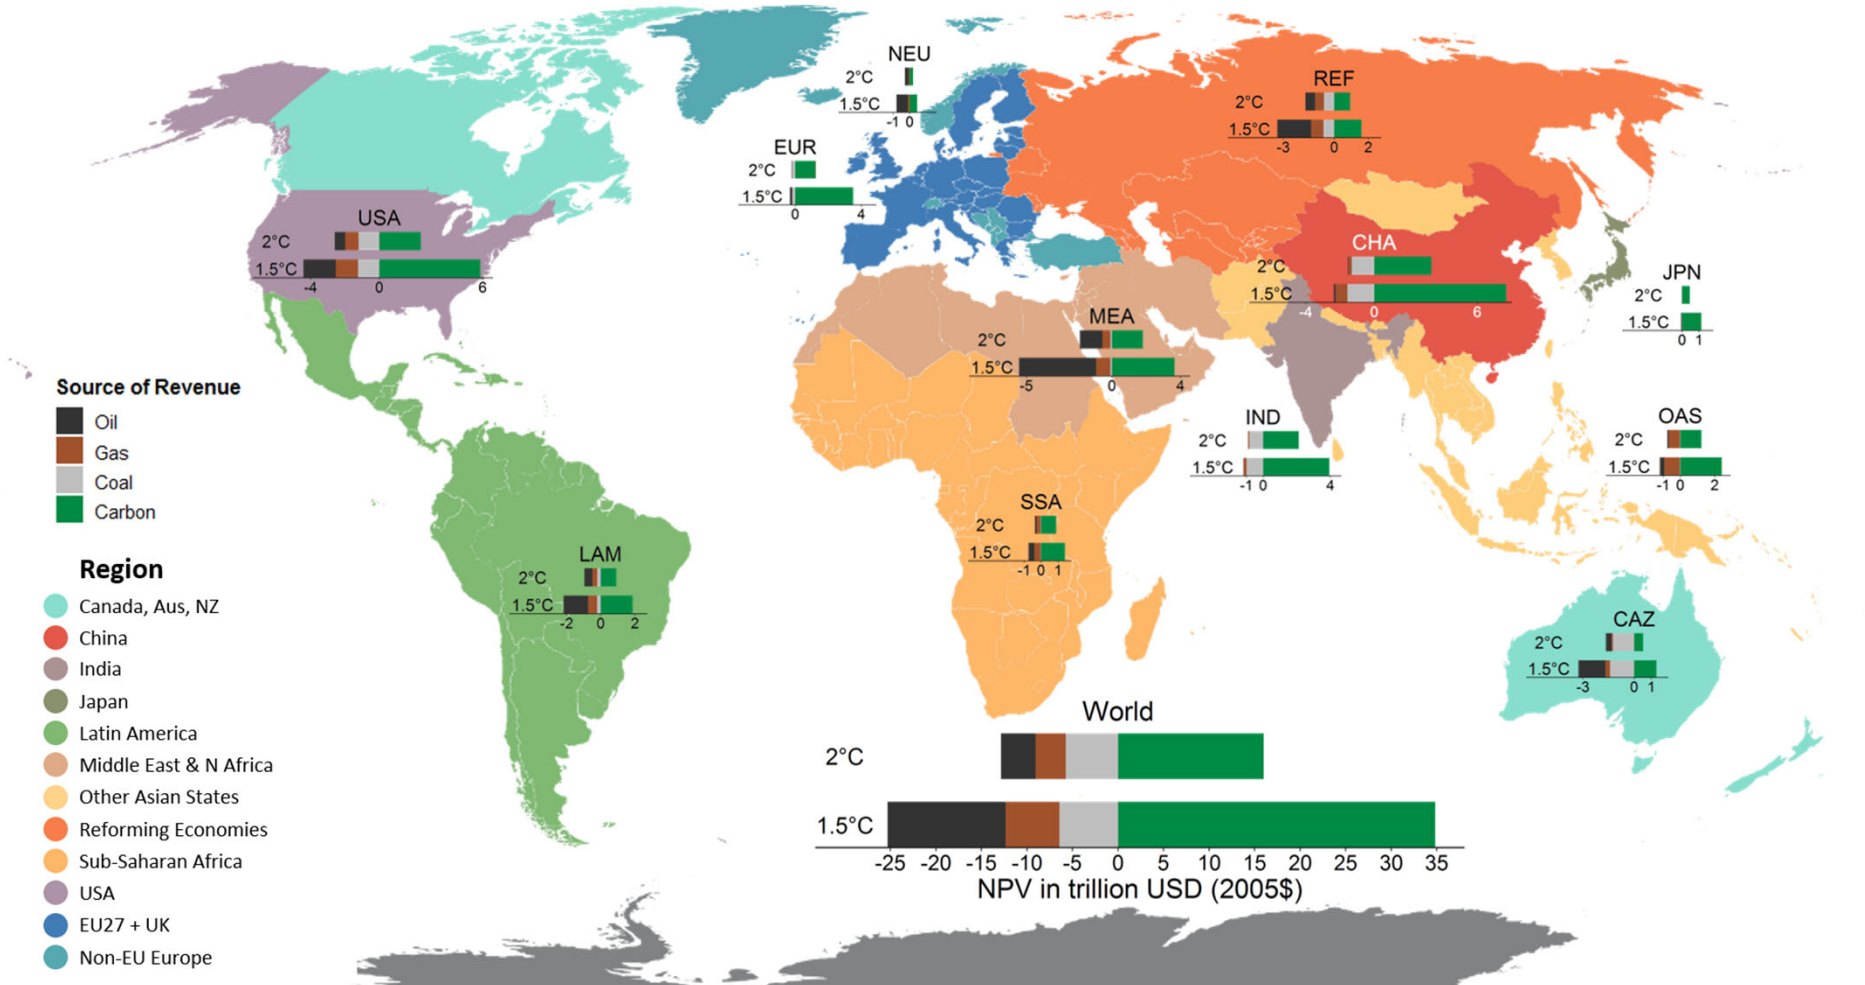 NEU
2°C
1.5°C
-1 0
REF
2°C
1.5°C
-3 0 2
EUR
2°C
1.5°C
0 4
USA
2°C
1.5°C
-4 0 6
CHA
2°C
1.5°C
-4 0 6
JPN
2°C
1.5°C
0 1
MEA
2°C
1.5°C
-5 0 4
Source of Revenue
Oil
Gas
Coal
Carbon
IND
2°C
1.5°C
-1 0 4
OAS
2°C
1.5°C
-1 0 2
SSA
2°C
1.5°C
-1 0 1
LAM
2°C
1.5°C
-2 0 2
Region
Canada, Aus, NZ
China
India
Japan
Latin America
Middle East & N Africa
Other Asian States
Reforming Economies
Sub-Saharan Africa
USA
EU27 + UK
Non-EU Europe
CAZ
2°C
1.5°C
-3 0 1
World
2°C
1.5°C
-25 -20 -15 -10 -5 0 5 10 15 20 25 30 35
NPV in trillion USD (2005$)